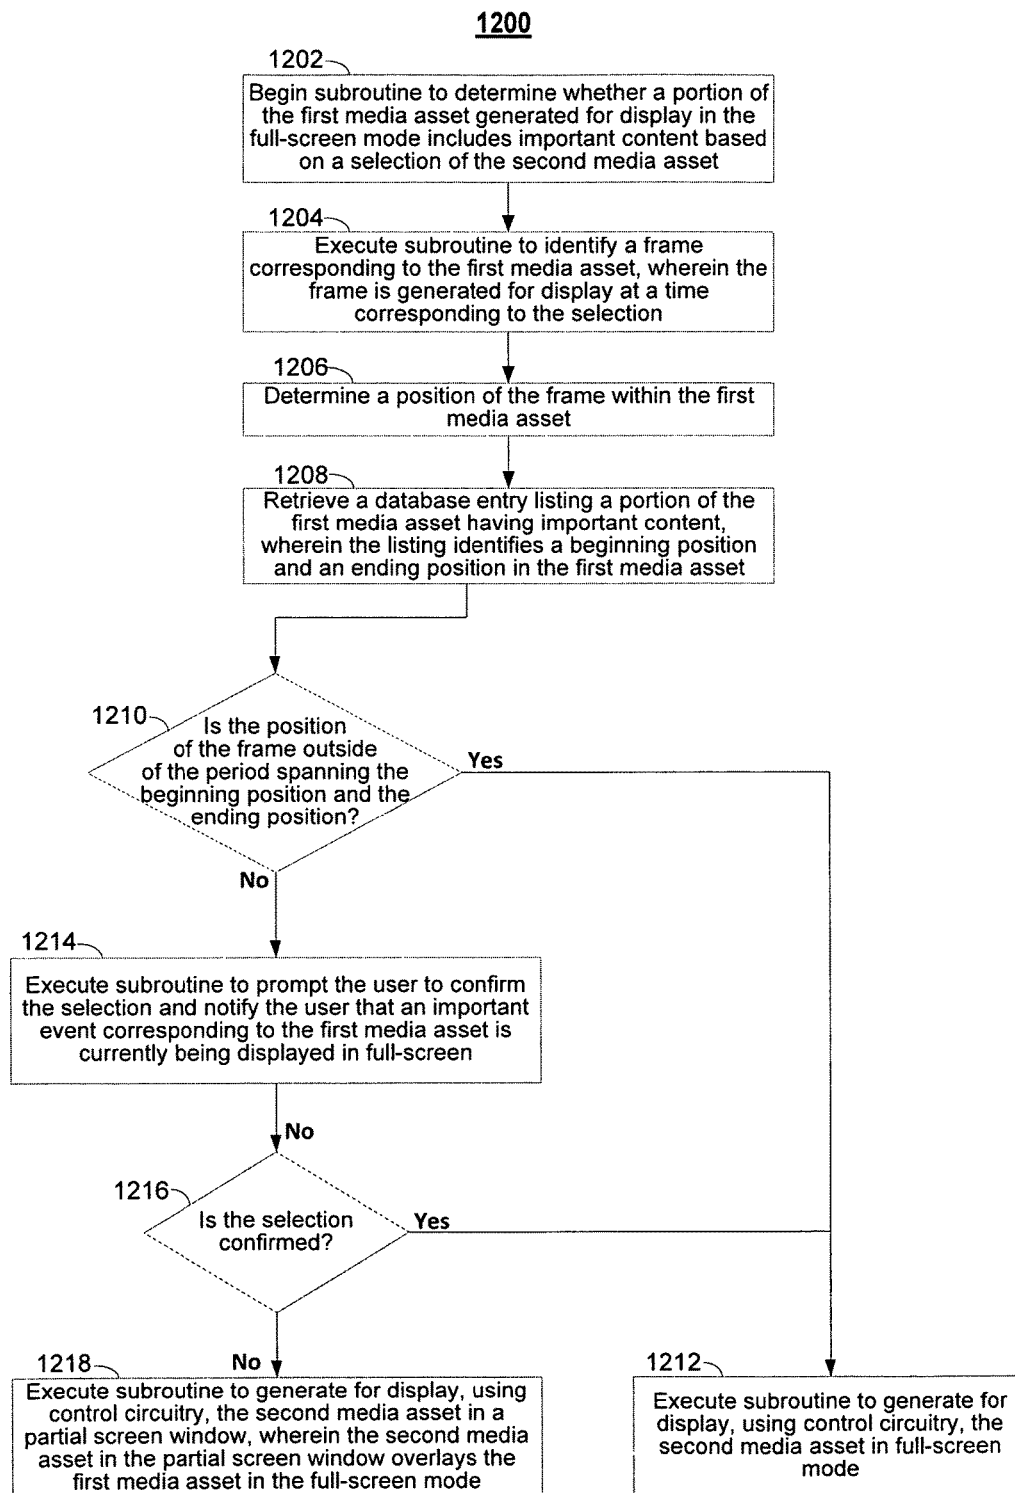 1200
1202
Begin subroutine to determine whether a portion of
the first media asset generated for display in the
full-screen mode includes important content based
on a selection of the second media asset
1204
Execute subroutine to identify a frame
corresponding to the first media asset, wherein the
frame is generated for display at a time
corresponding to the selection
1206
Determine a position of the frame within the first
media asset
1208
Retrieve a database entry listing a portion of the
first media asset having important content,
wherein the listing identifies a beginning position
and an ending position in the first media asset
1210
Is the position
of the frame outside
of the period spanning the
beginning position and the
ending position?
Yes
No
1214
Execute subroutine to prompt the user to confirm
the selection and notify the user that an important
event corresponding to the first media asset is
currently being displayed in full-screen
No
1216
Is the selection
confirmed?
Yes
No
1218
Execute subroutine to generate for display, using
control circuitry, the second media asset in a
partial screen window, wherein the second media
asset in the partial screen window overlays the
first media asset in the full-screen mode
1212
Execute subroutine to generate for
display, using control circuitry, the
second media asset in full-screen
mode